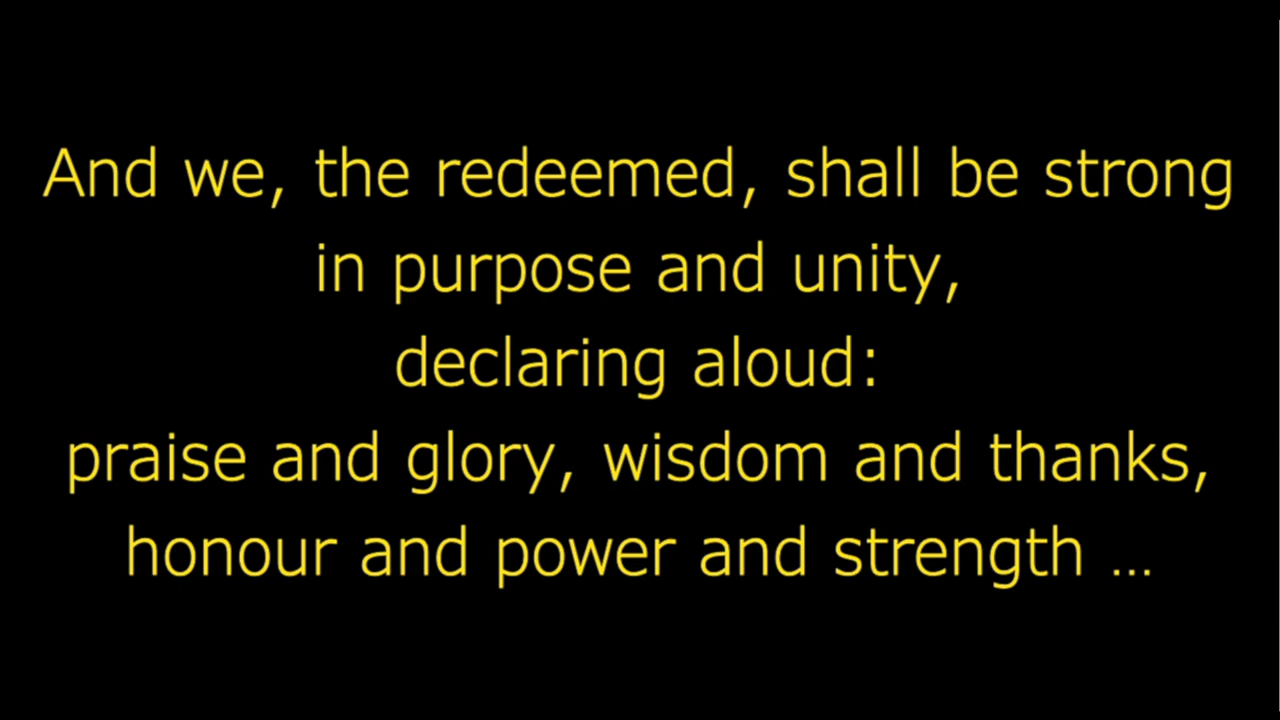 And we, the redeemed, shall be strong
in purpose and unity,
declaring aloud:
praise and glory, wisdom and thanks,
honour and power and strength ...